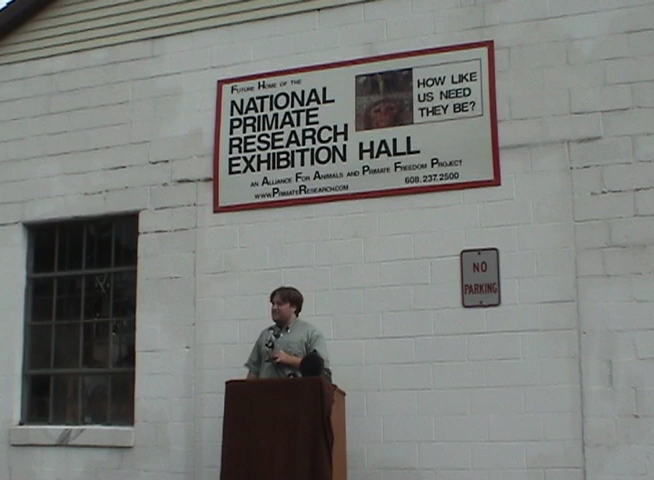 Future Home of the
NATIONAL
PRIMATE
RESEARCH
EXHIBITION HALL
HOW LIKE
US NEED
THEY BE?
an Alliance For Animals and Primate Freedom Project
www.PrimateResearch.com
608.237.2500
NO
PARKING